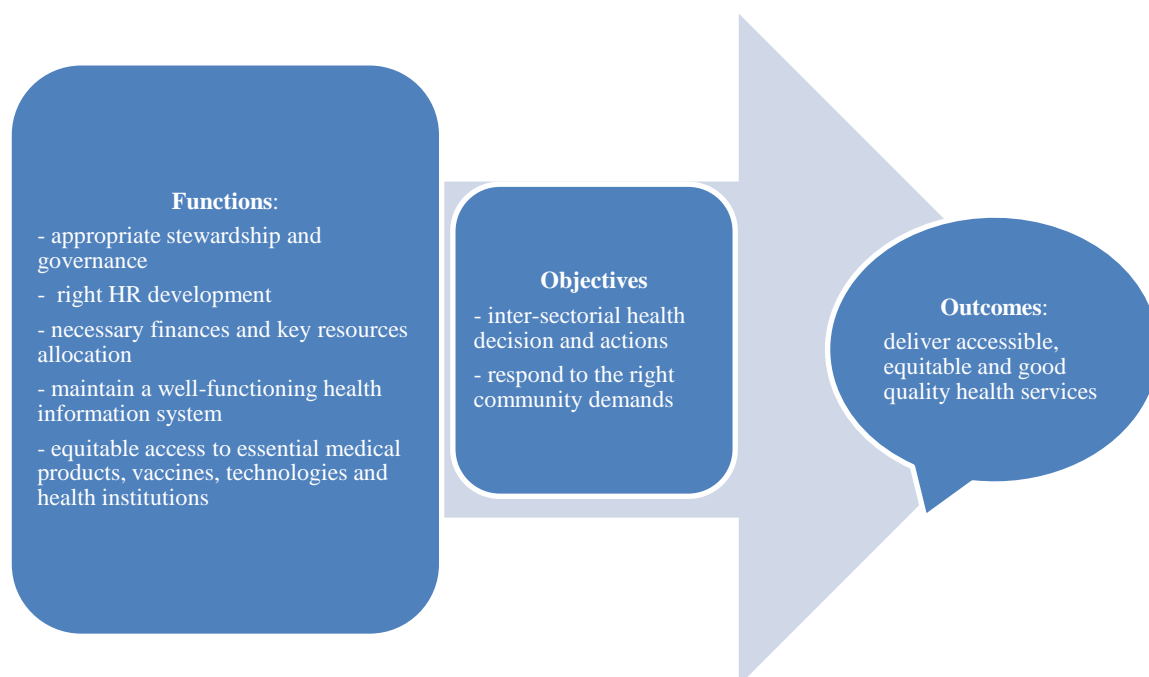 Functions:
- appropriate stewardship and
governance
-  right HR development
- necessary finances and key resources
allocation
- maintain a well-functioning health
information system
- equitable access to essential medical
products, vaccines, technologies and
health institutions
Objectives
- inter-sectorial health
decision and actions
- respond to the right
community demands
Outcomes:
deliver accessible,
equitable and good
quality health services